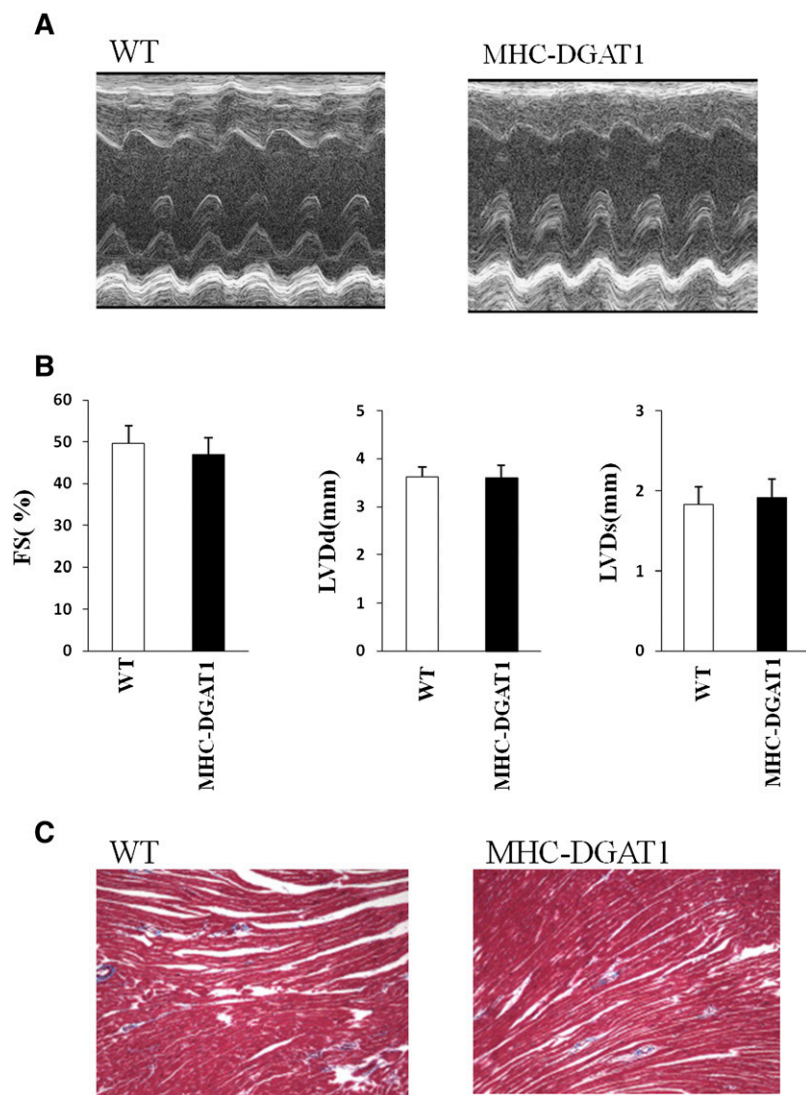 A
WT
MHC-DGAT1
B
FS( %)
60
50
40
30
20
10
0
WT
MHC-DGAT1
LVDd(mm)
5
4
3
2
1
0
WT
MHC-DGAT1
LVDs(mm)
3
2
1
0
WT
MHC-DGAT1
C
WT
MHC-DGAT1